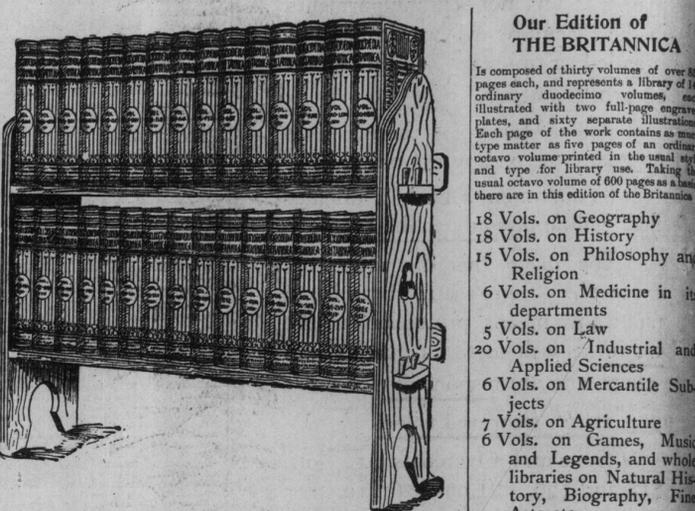 Our Edition of
THE BRITANNICA
Is composed of thirty volumes of over
pages each, and represents a library of
ordinary duodecimo volumes,
illustrated with two full-page
plates, and sixty separate
Each page of the work contains as
type matter as five pages of an
octavo volume printed in the usual
and type for library use. Taking
usual octavo volume of 600 pages as a
there are in this edition of the Britannica
18 Vols. on Geography
18 Vols. on History
15 Vols. on Philosophy
Religion
6 Vols. on Medicine in
departments
5 Vols. on Law
20 Vols. on Industrial and
Applied Sciences
6 Vols. on Mercantile Sub-
jects
7 Vols. on Agriculture
6 Vols. on Games, Music
and Legends, and whole
libraries on Natural His-
tory, Biography, Fine